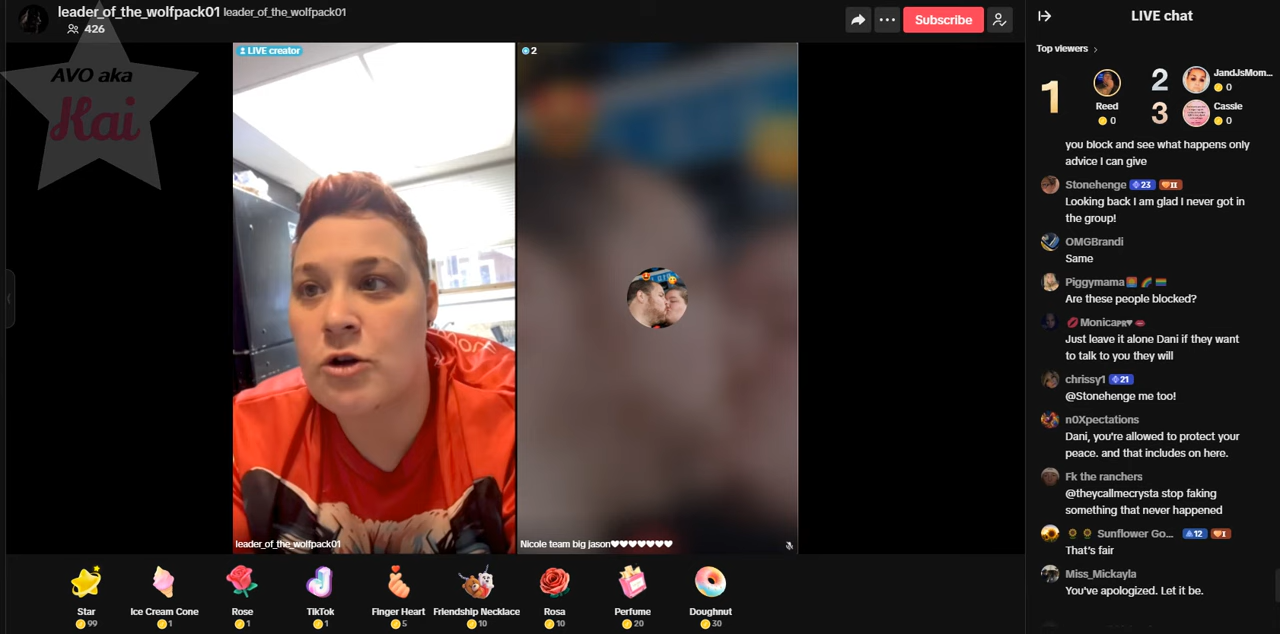 leader_of_the_wolfpack01 leader_of_the_wolfpack01
426
Subscribe
AVO aka
Kai
LIVE creator
2
leader_of_the_wolfpack01
Nicole team big jason♥♥♥♥♥♥♥
Star
99
Ice Cream Cone
1
Rose
1
TikTok
1
Finger Heart
5
Friendship Necklace
10
Rosa
10
Perfume
20
Doughnut
30
LIVE chat
Top viewers
1
Reed
0
2
JandJsMom...
0
3
Cassie
0
you block and see what happens only
advice I can give
Stonehenge 23 II
Looking back I am glad I never got in
the group!
OMGBrandi
Same
Piggymama
Are these people blocked?
Monica
Just leave it alone Dani if they want
to talk to you they will
chrissy1 21
@Stonehenge me too!
n0Xpectations
Dani, you're allowed to protect your
peace. and that includes on here.
Fk the ranchers
@theycallmecrysta stop faking
something that never happened
Sunflower Go... 12 I
That's fair
Miss_Mickayla
You've apologized. Let it be.